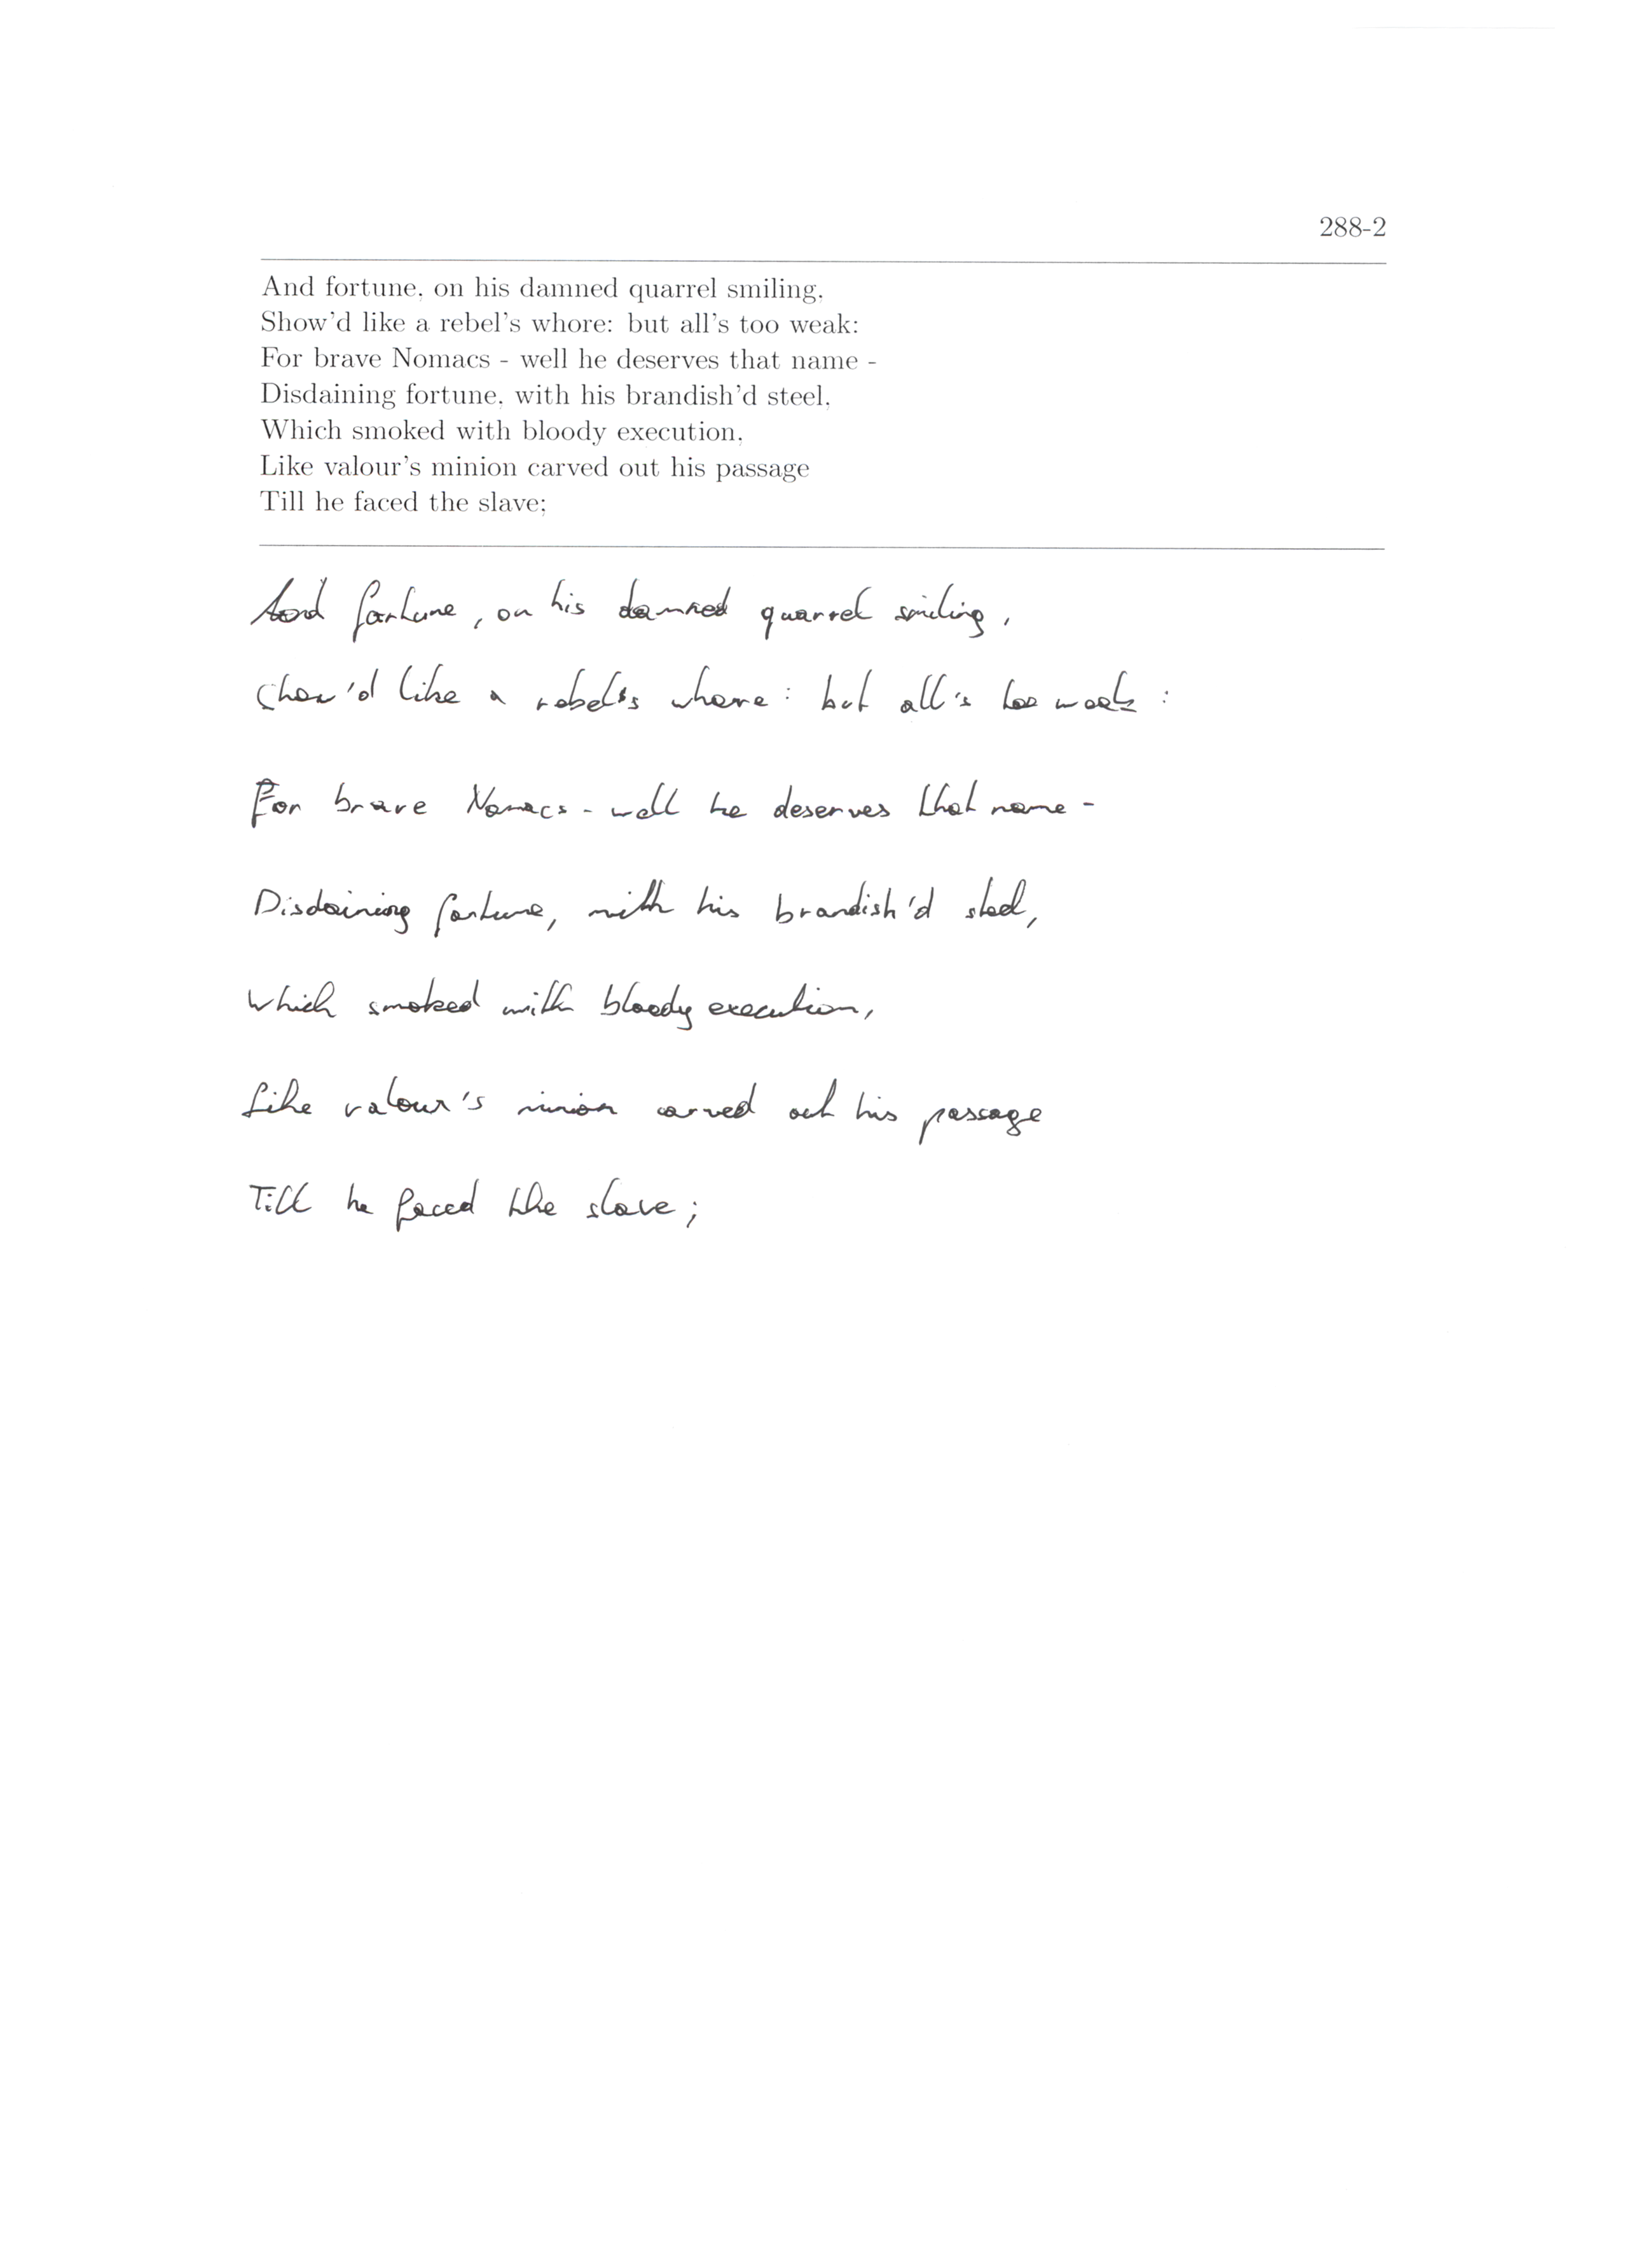 288-2
And fortune, on his damned quarrel smiling,
Show'd like a rebel's whore: but all's too weak:
For brave Nomacs - well he deserves that name -
Disdaining fortune, with his brandish'd steel,
Which smoked with bloody execution,
Like valour's minion carved out his passage
Till he faced the slave;
And fortune, on his damned quarrel smiling,
Show'd like a rebel's whore: but all's too weak:
For brave Nomacs - well he deserves that name -
Disdaining fortune, with his brandish'd steel,
Which smoked with bloody execution,
Like valour's minion carved out his passage
Till he faced the slave;